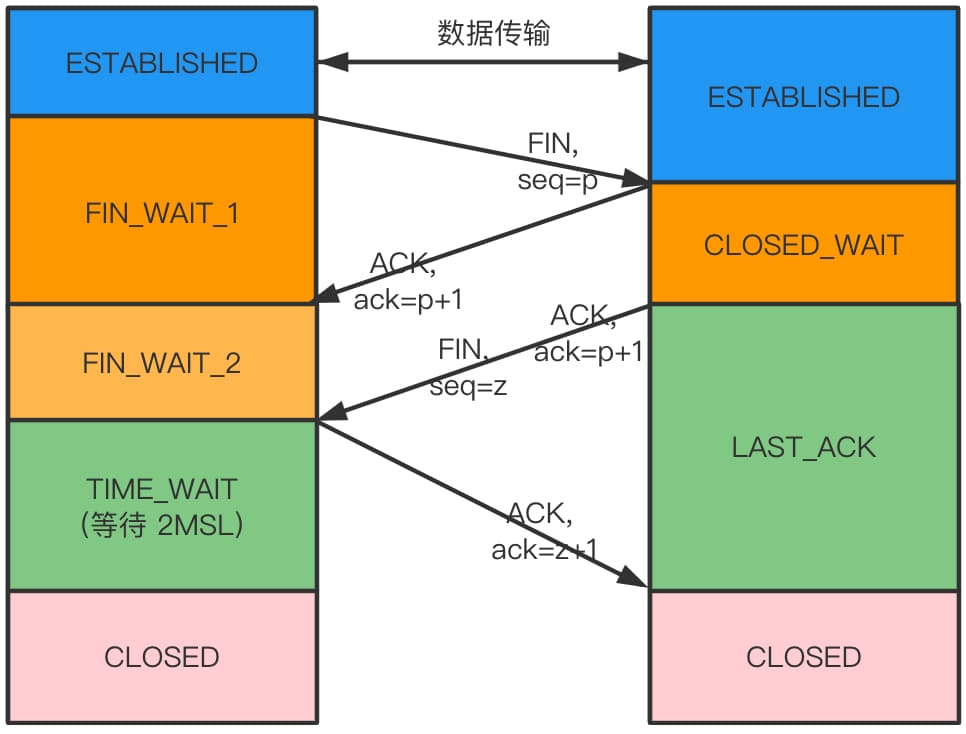 数据传输
ESTABLISHED
ESTABLISHED
FIN,
seq=p
FIN_WAIT_1
CLOSED_WAIT
ACK,
ack=p+1
ACK,
ack=p+1
FIN,
seq=z
FIN_WAIT_2
LAST_ACK
TIME_WAIT
(等待 2MSL)
ACK,
ack=z+1
CLOSED
CLOSED